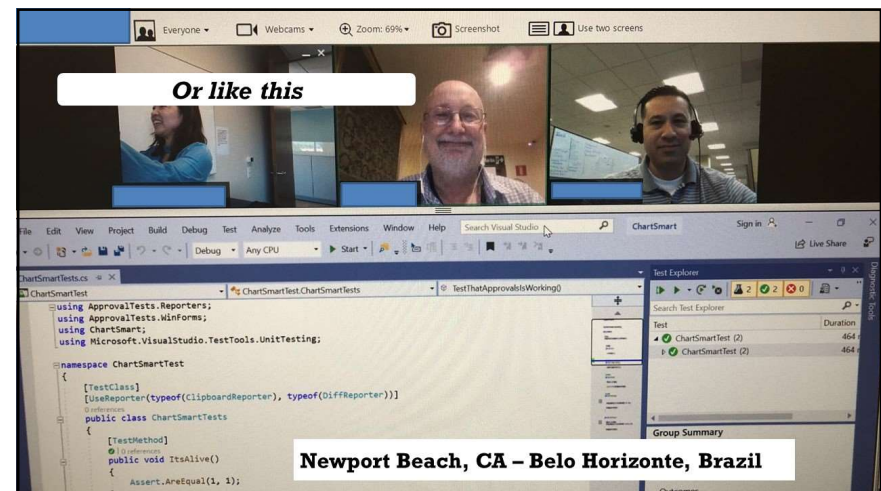 Everyone
Webcams
Zoom: 69%
Screenshot
Use two screens
Or like this
File Edit View Project Build Debug Test Analyze Tools Extensions Window Help Search Visual Studio ChartSmart Sign in
Debug Any CPU Start Live Share
ChartSmartTests.cs
ChartSmartTest ChartSmartTest.ChartSmartTests TestThatApprovalsIsWorking()
using ApprovalTests.Reporters;
using ApprovalTests.WinForms;
using ChartSmart;
using Microsoft.VisualStudio.TestTools.UnitTesting;
namespace ChartSmartTest
{
[TestClass]
[UseReporter(typeof(ClipboardReporter), typeof(DiffReporter))]
0 references
public class ChartSmartTests
{
[TestMethod]
0 references
public void ItsAlive()
{
Assert.AreEqual(1, 1);
Test Explorer
2 2 0
Search Test Explorer
Test Duration
ChartSmartTest (2) 464
ChartSmartTest (2) 464
Group Summary
Outcomes
Diagnostic Tools
Newport Beach, CA – Belo Horizonte, Brazil